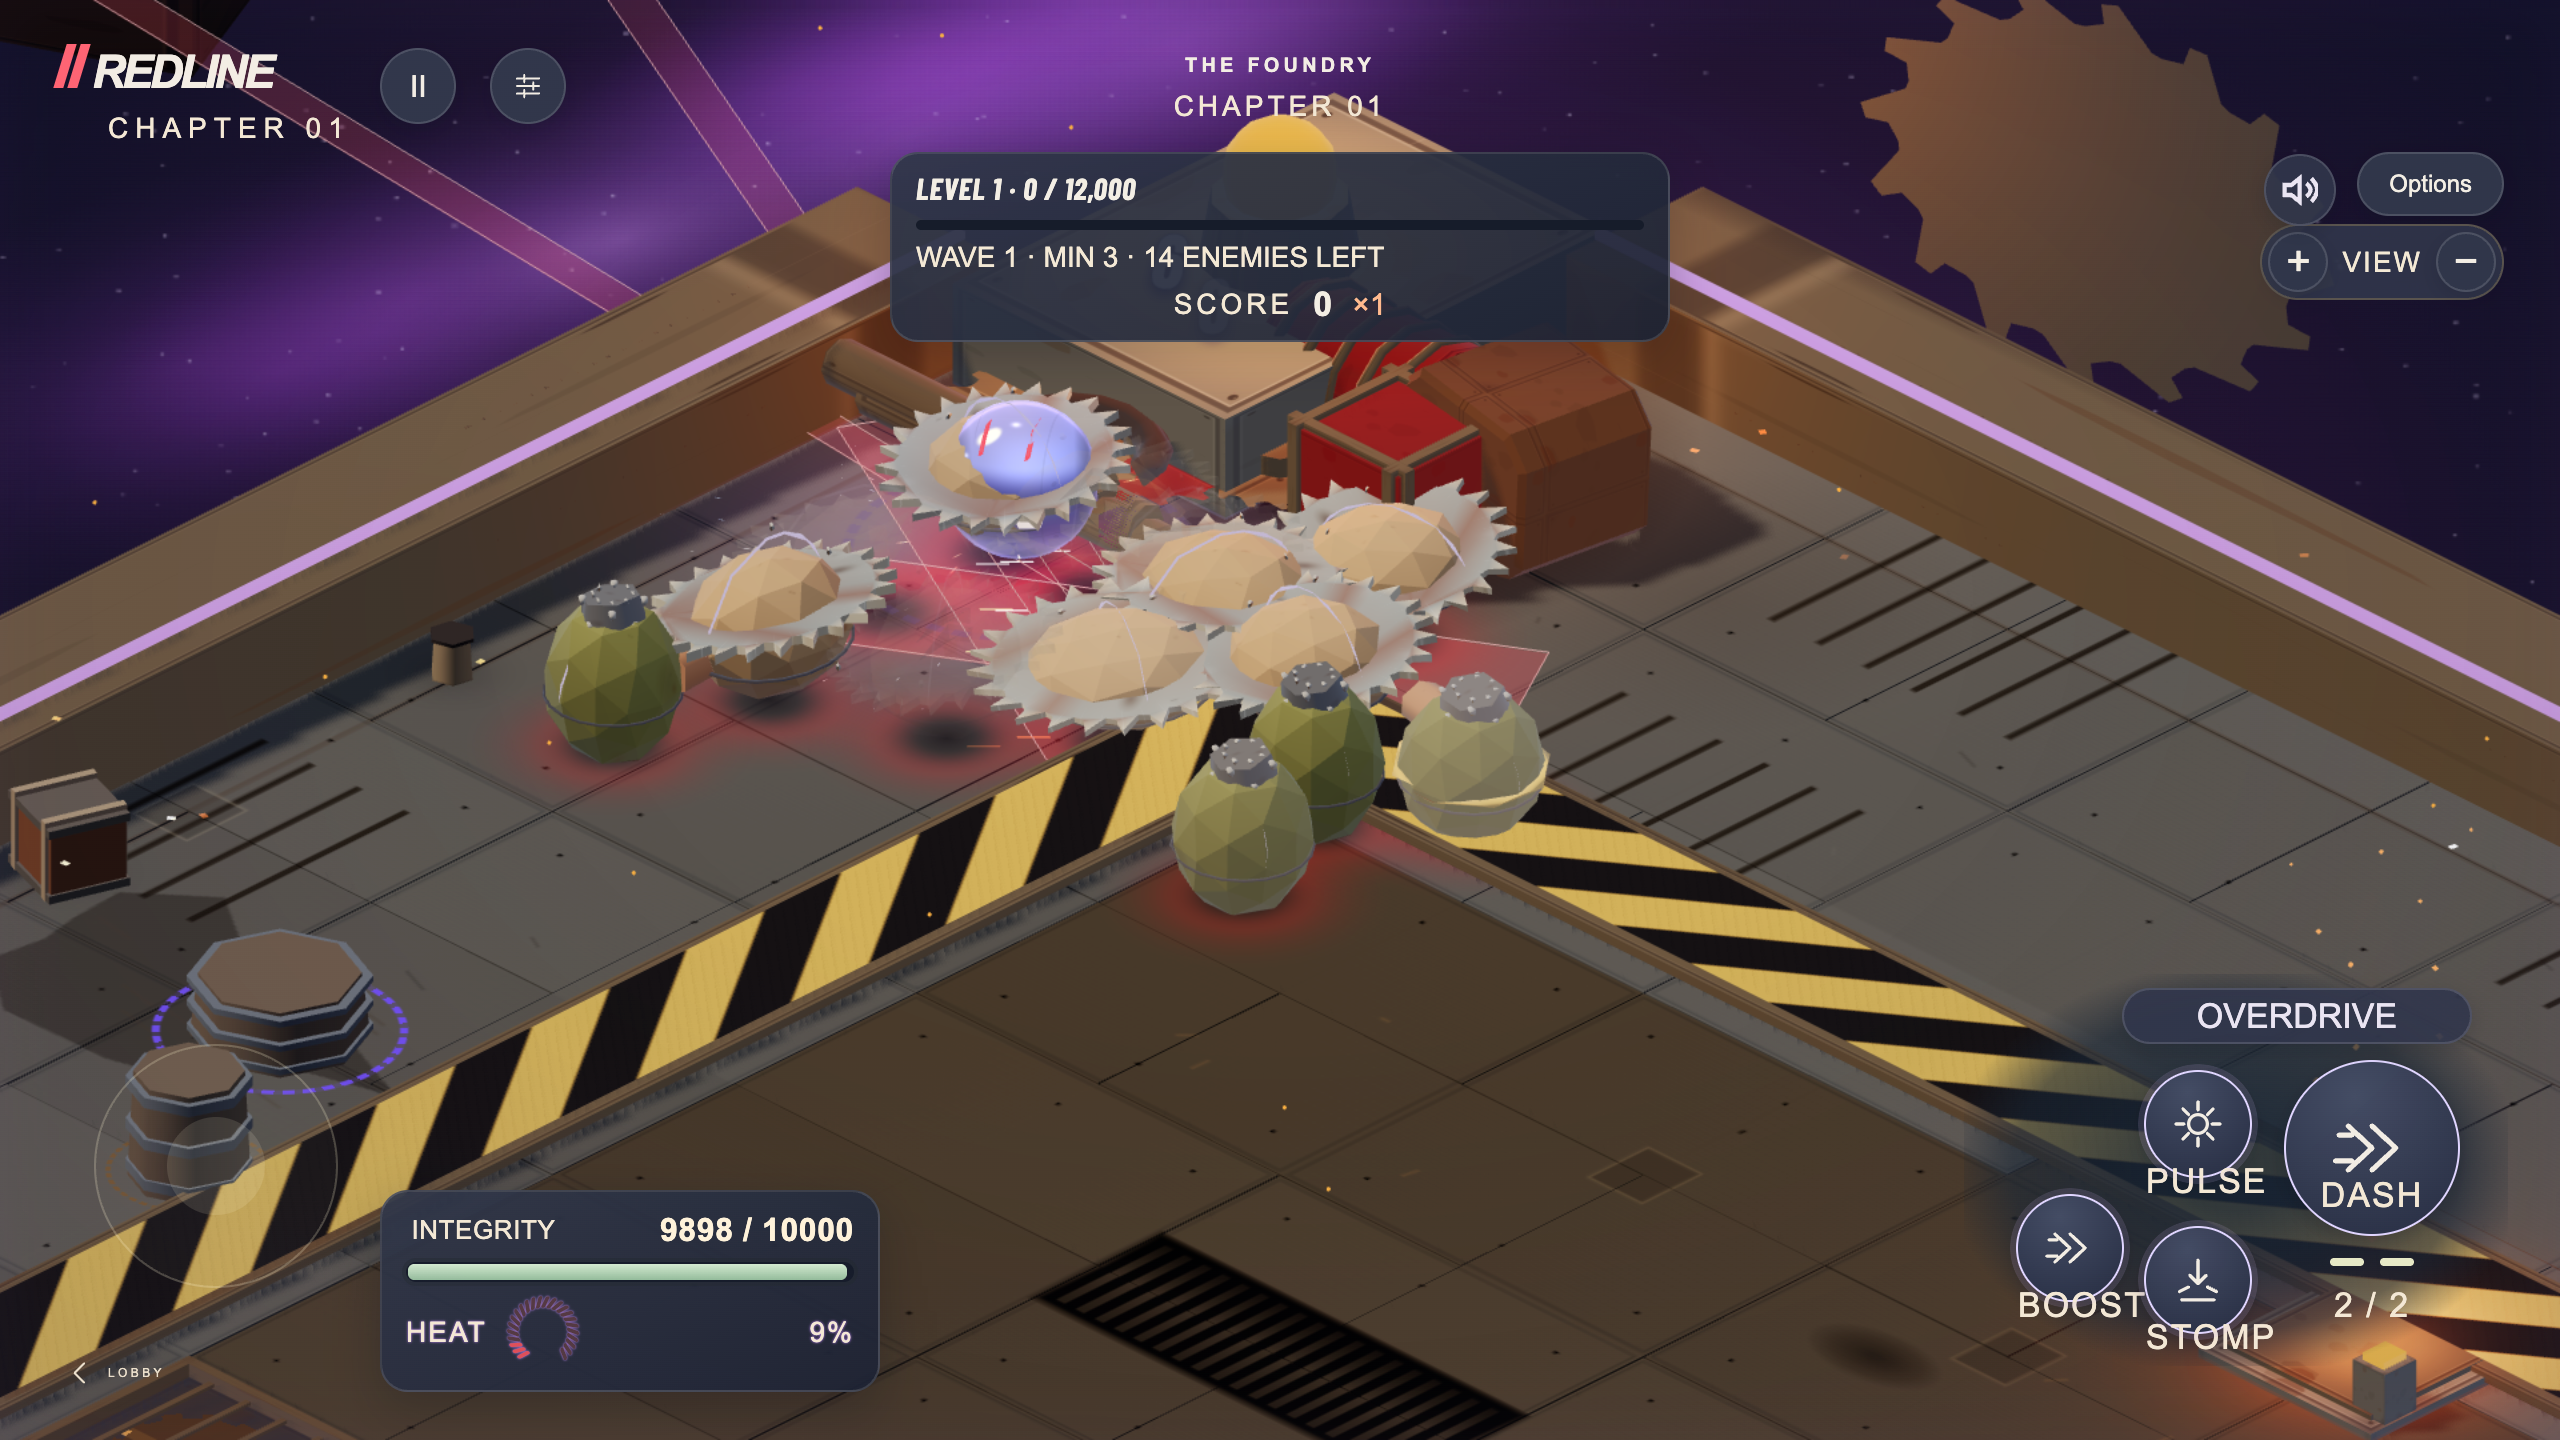 REDLINE
CHAPTER 01
THE FOUNDRY
CHAPTER 01
LEVEL 1 · 0 / 12,000
WAVE 1 · MIN 3 · 14 ENEMIES LEFT
SCORE 0 ×1
Options
+ VIEW −
OVERDRIVE
PULSE
DASH
BOOST
STOMP
2 / 2
INTEGRITY 9898 / 10000
HEAT 9%
LOBBY